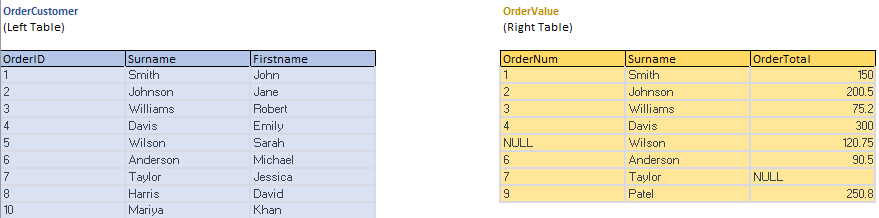 OrderCustomer OrderValue
(Left Table) (Right Table)
OrderID Surname Firstname OrderNum Surname OrderTotal
1 Smith John 1 Smith 150
2 Johnson Jane 2 Johnson 200.5
3 Williams Robert 3 Williams 75.2
4 Davis Emily 4 Davis 300
5 Wilson Sarah NULL Wilson 120.75
6 Anderson Michael 6 Anderson 90.5
7 Taylor Jessica 7 Taylor NULL
8 Harris David 9 Patel 250.8
10 Mariya Khan